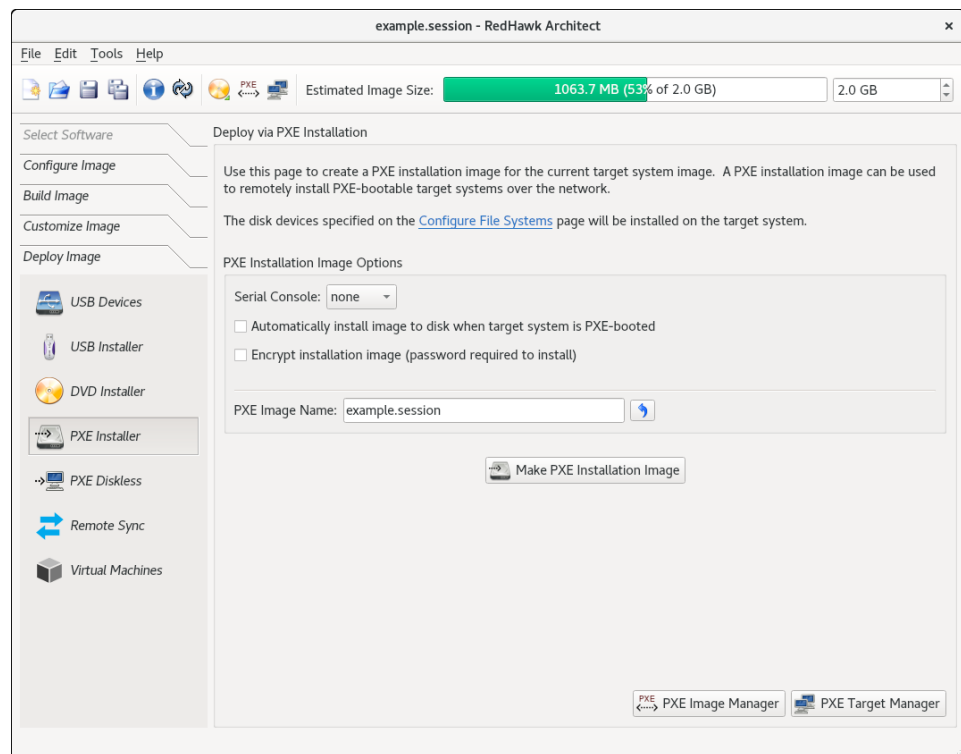 example.session - RedHawk Architect
×
File Edit Tools Help
PXE
Estimated Image Size:
1063.7 MB (53% of 2.0 GB)
2.0 GB
Select Software
Deploy via PXE Installation
Configure Image
Build Image
Customize Image
Deploy Image
USB Devices
USB Installer
DVD Installer
PXE Installer
PXE Diskless
Remote Sync
Virtual Machines
Use this page to create a PXE installation image for the current target system image. A PXE installation image can be used
to remotely install PXE-bootable target systems over the network.
The disk devices specified on the Configure File Systems page will be installed on the target system.
PXE Installation Image Options
Serial Console: none
Automatically install image to disk when target system is PXE-booted
Encrypt installation image (password required to install)
PXE Image Name: example.session
Make PXE Installation Image
PXE PXE Image Manager
PXE Target Manager